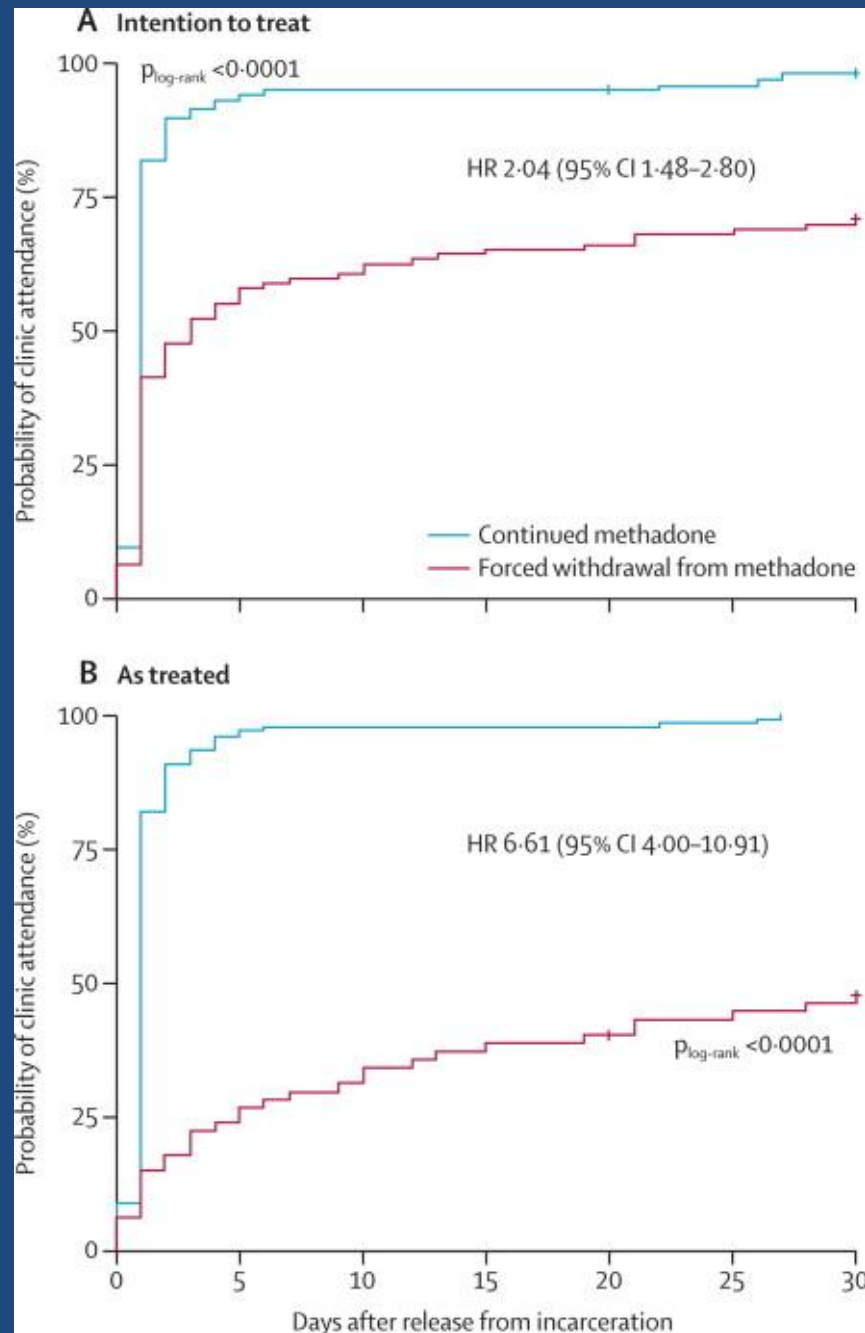 A Intention to treat
100
p log-rank <0·0001
HR 2·04 (95% CI 1·48–2·80)
75
50
25
0
Probability of clinic attendance (%)
Continued methadone
Forced withdrawal from methadone
B As treated
100
HR 6·61 (95% CI 4·00–10·91)
75
50
p log-rank <0·0001
25
0
Probability of clinic attendance (%)
0 5 10 15 20 25 30
Days after release from incarceration